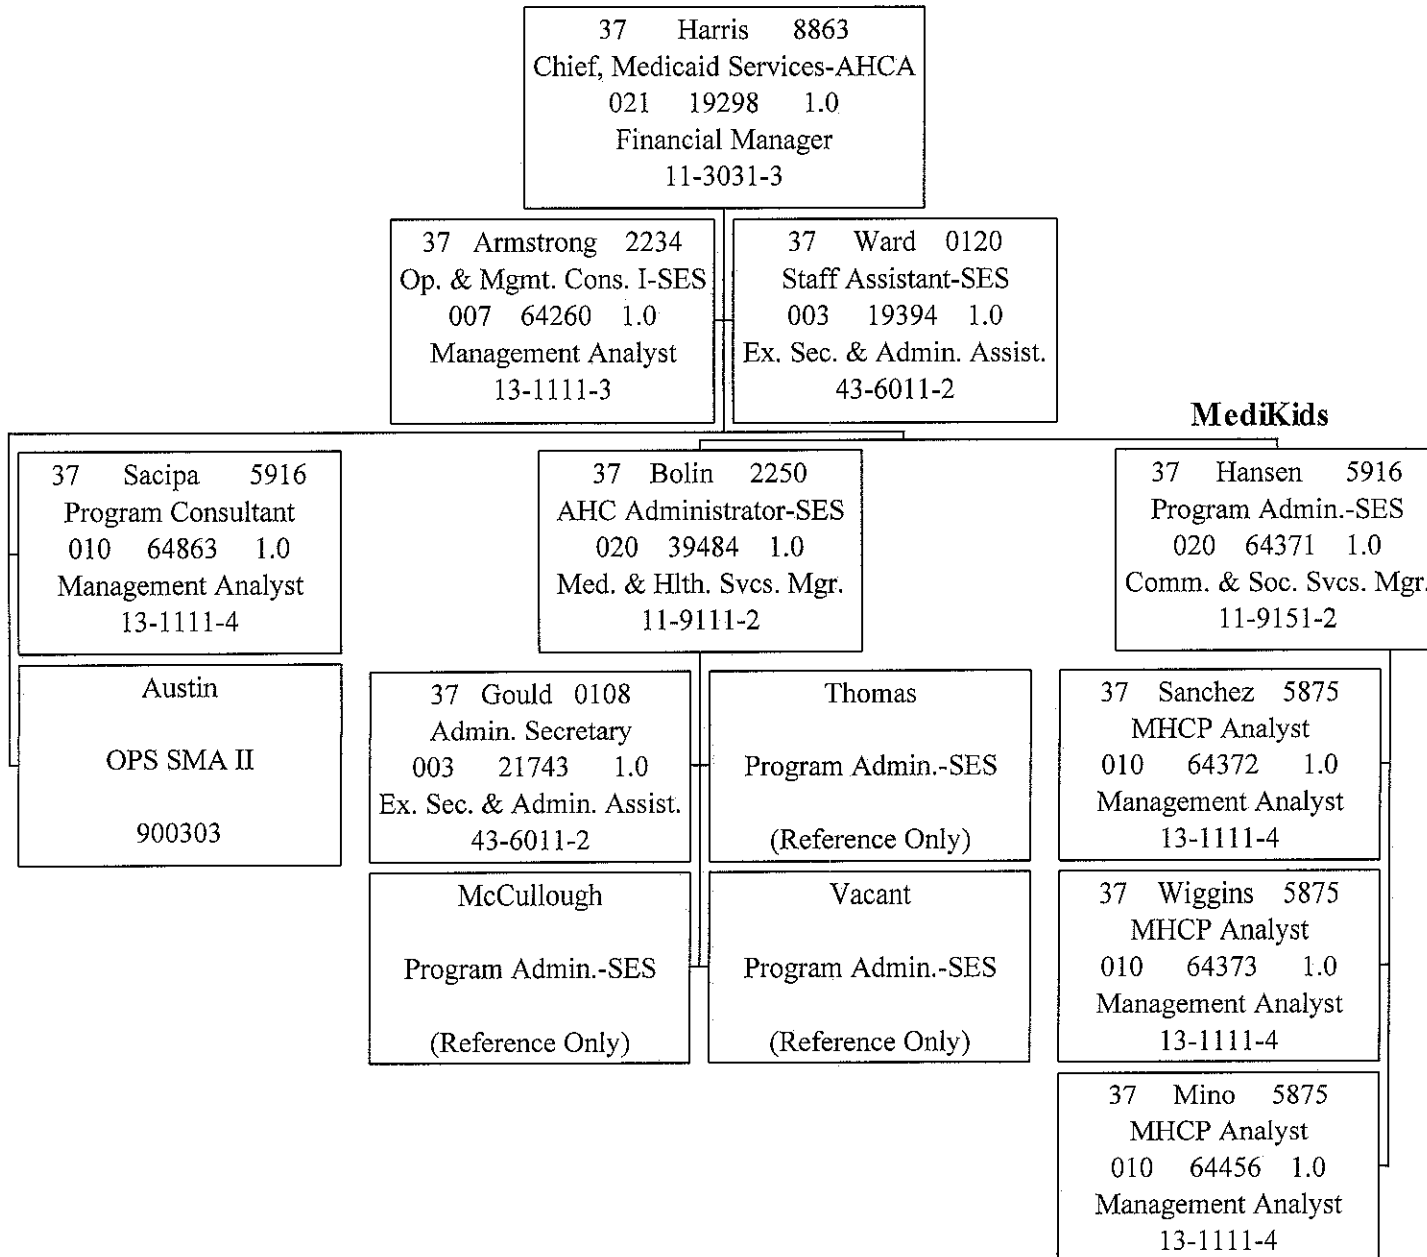 37 Harris 8863
Chief, Medicaid Services-AHCA
021 19298 1.0
Financial Manager
11-3031-3
37 Armstrong 2234
Op. & Mgmt. Cons. I-SES
007 64260 1.0
Management Analyst
13-1111-3
37 Ward 0120
Staff Assistant-SES
003 19394 1.0
Ex. Sec. & Admin. Assist.
43-6011-2
MediKids
37 Sacipa 5916
Program Consultant
010 64863 1.0
Management Analyst
13-1111-4
37 Bolin 2250
AHC Administrator-SES
020 39484 1.0
Med. & Hlth. Svcs. Mgr.
11-9111-2
37 Hansen 5916
Program Admin.-SES
020 64371 1.0
Comm. & Soc. Svcs. Mgr.
11-9151-2
Austin
OPS SMA II
900303
37 Gould 0108
Admin. Secretary
003 21743 1.0
Ex. Sec. & Admin. Assist.
43-6011-2
Thomas
Program Admin.-SES
(Reference Only)
37 Sanchez 5875
MHCP Analyst
010 64372 1.0
Management Analyst
13-1111-4
McCullough
Program Admin.-SES
(Reference Only)
Vacant
Program Admin.-SES
(Reference Only)
37 Wiggins 5875
MHCP Analyst
010 64373 1.0
Management Analyst
13-1111-4
37 Mino 5875
MHCP Analyst
010 64456 1.0
Management Analyst
13-1111-4